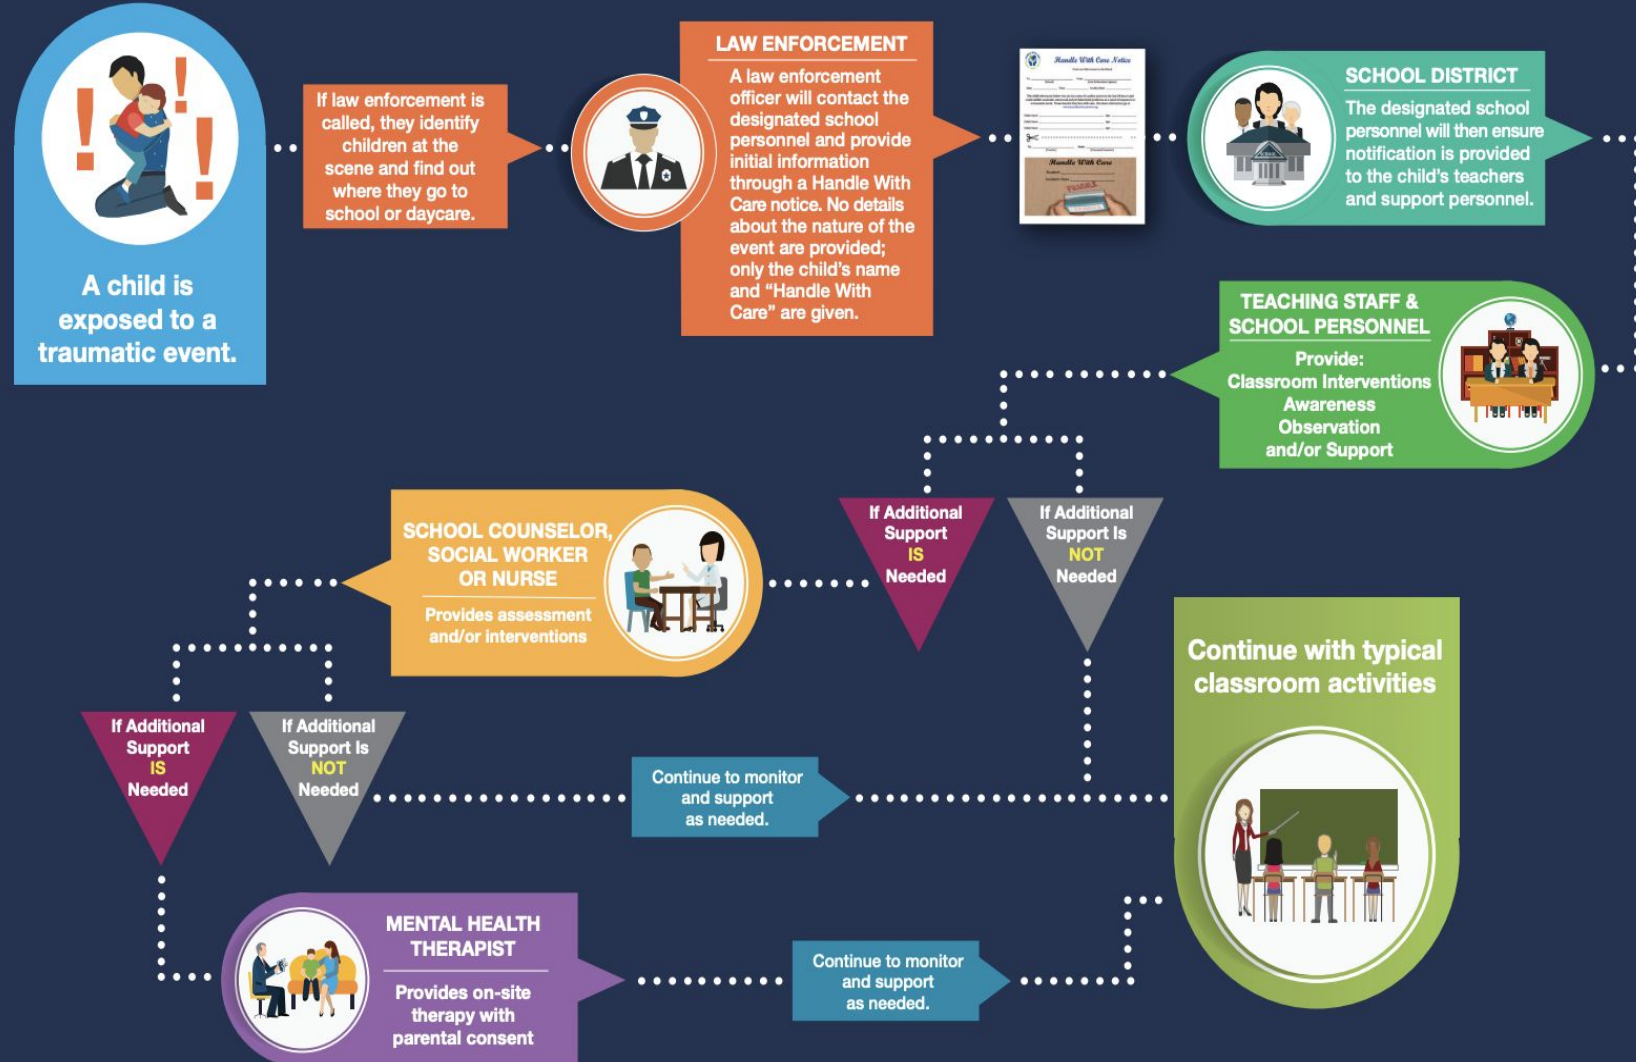 A child is
exposed to a
traumatic event.
If law enforcement is
called, they identify
children at the
scene and find out
where they go to
school or daycare.
LAW ENFORCEMENT
A law enforcement
officer will contact the
designated school
personnel and provide
initial information
through a Handle With
Care notice. No details
about the nature of the
event are provided;
only the child's name
and “Handle With
Care” are given.
Handle With Care Notice
Handle With Care
FRAGILE
SCHOOL DISTRICT
The designated school
personnel will then ensure
notification is provided
to the child's teachers
and support personnel.
TEACHING STAFF &
SCHOOL PERSONNEL
Provide:
Classroom Interventions
Awareness
Observation
and/or Support
If Additional
Support
IS
Needed
If Additional
Support Is
NOT
Needed
SCHOOL COUNSELOR,
SOCIAL WORKER
OR NURSE
Provides assessment
and/or interventions
If Additional
Support
IS
Needed
If Additional
Support Is
NOT
Needed
Continue to monitor
and support
as needed.
Continue with typical
classroom activities
MENTAL HEALTH
THERAPIST
Provides on-site
therapy with
parental consent
Continue to monitor
and support
as needed.